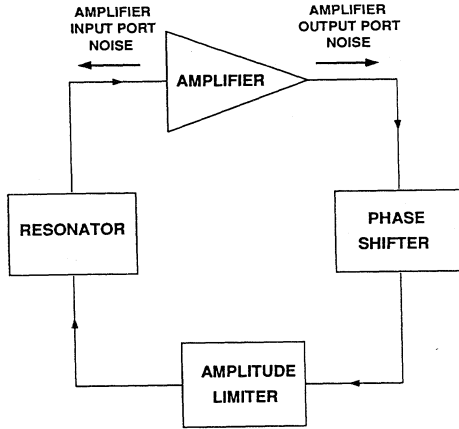 AMPLIFIER
INPUT PORT
NOISE
AMPLIFIER
OUTPUT PORT
NOISE
AMPLIFIER
RESONATOR
PHASE
SHIFTER
AMPLITUDE
LIMITER